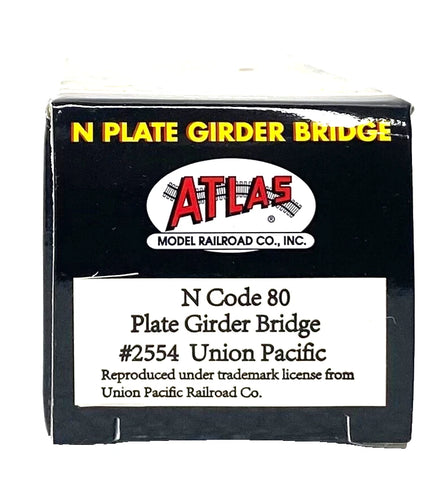 N PLATE GIRDER BRIDGE
ATLAS
®
MODEL RAILROAD CO., INC.
N Code 80
Plate Girder Bridge
#2554 Union Pacific
Reproduced under trademark license from
Union Pacific Railroad Co.